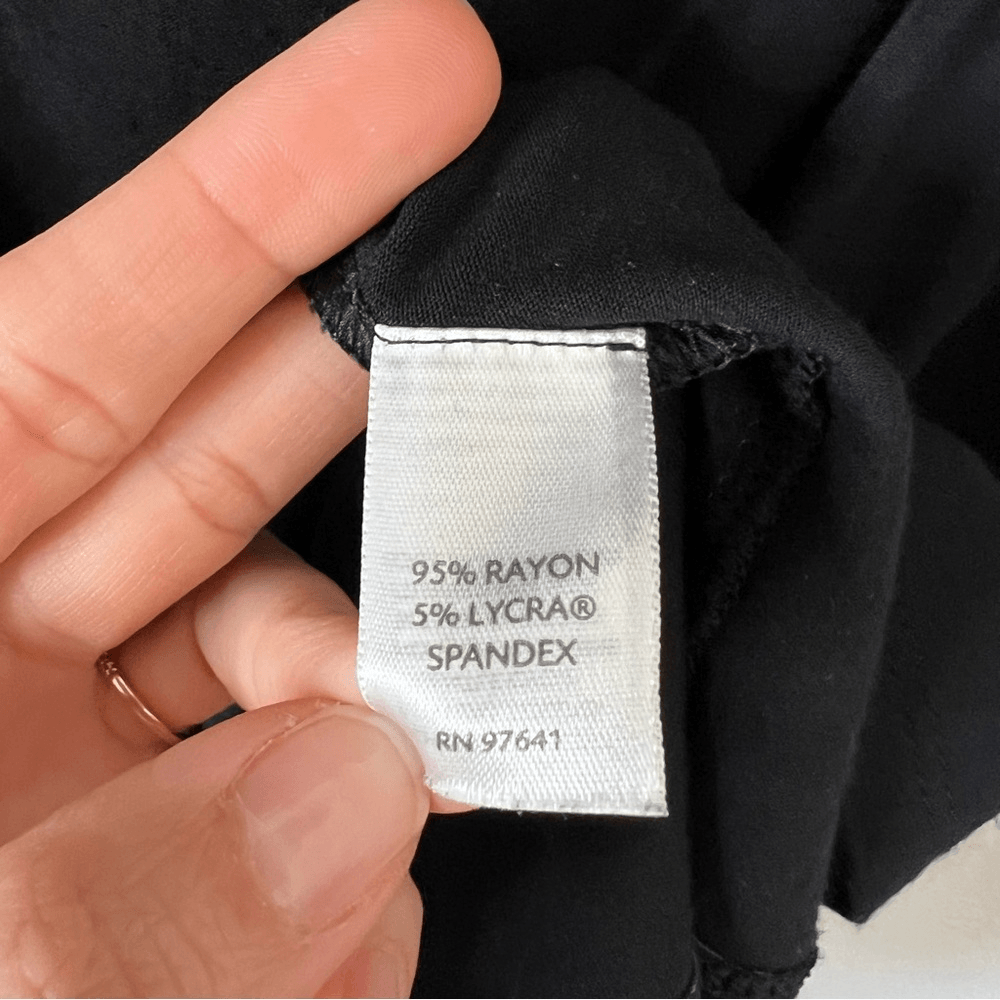 95% RAYON
5% LYCRA®
SPANDEX
RN 97641